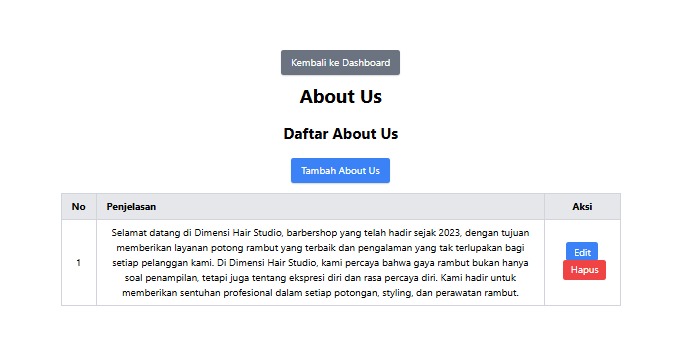 Kembali ke Dashboard
About Us
Daftar About Us
Tambah About Us
No Penjelasan Aksi
Selamat datang di Dimensi Hair Studio, barbershop yang telah hadir sejak 2023, dengan tujuan
memberikan layanan potong rambut yang terbaik dan pengalaman yang tak terlupakan bagi
setiap pelanggan kami. Di Dimensi Hair Studio, kami percaya bahwa gaya rambut bukan hanya
soal penampilan, tetapi juga tentang ekspresi diri dan rasa percaya diri. Kami hadir untuk
memberikan sentuhan profesional dalam setiap potongan, styling, dan perawatan rambut.
1
Edit
Hapus